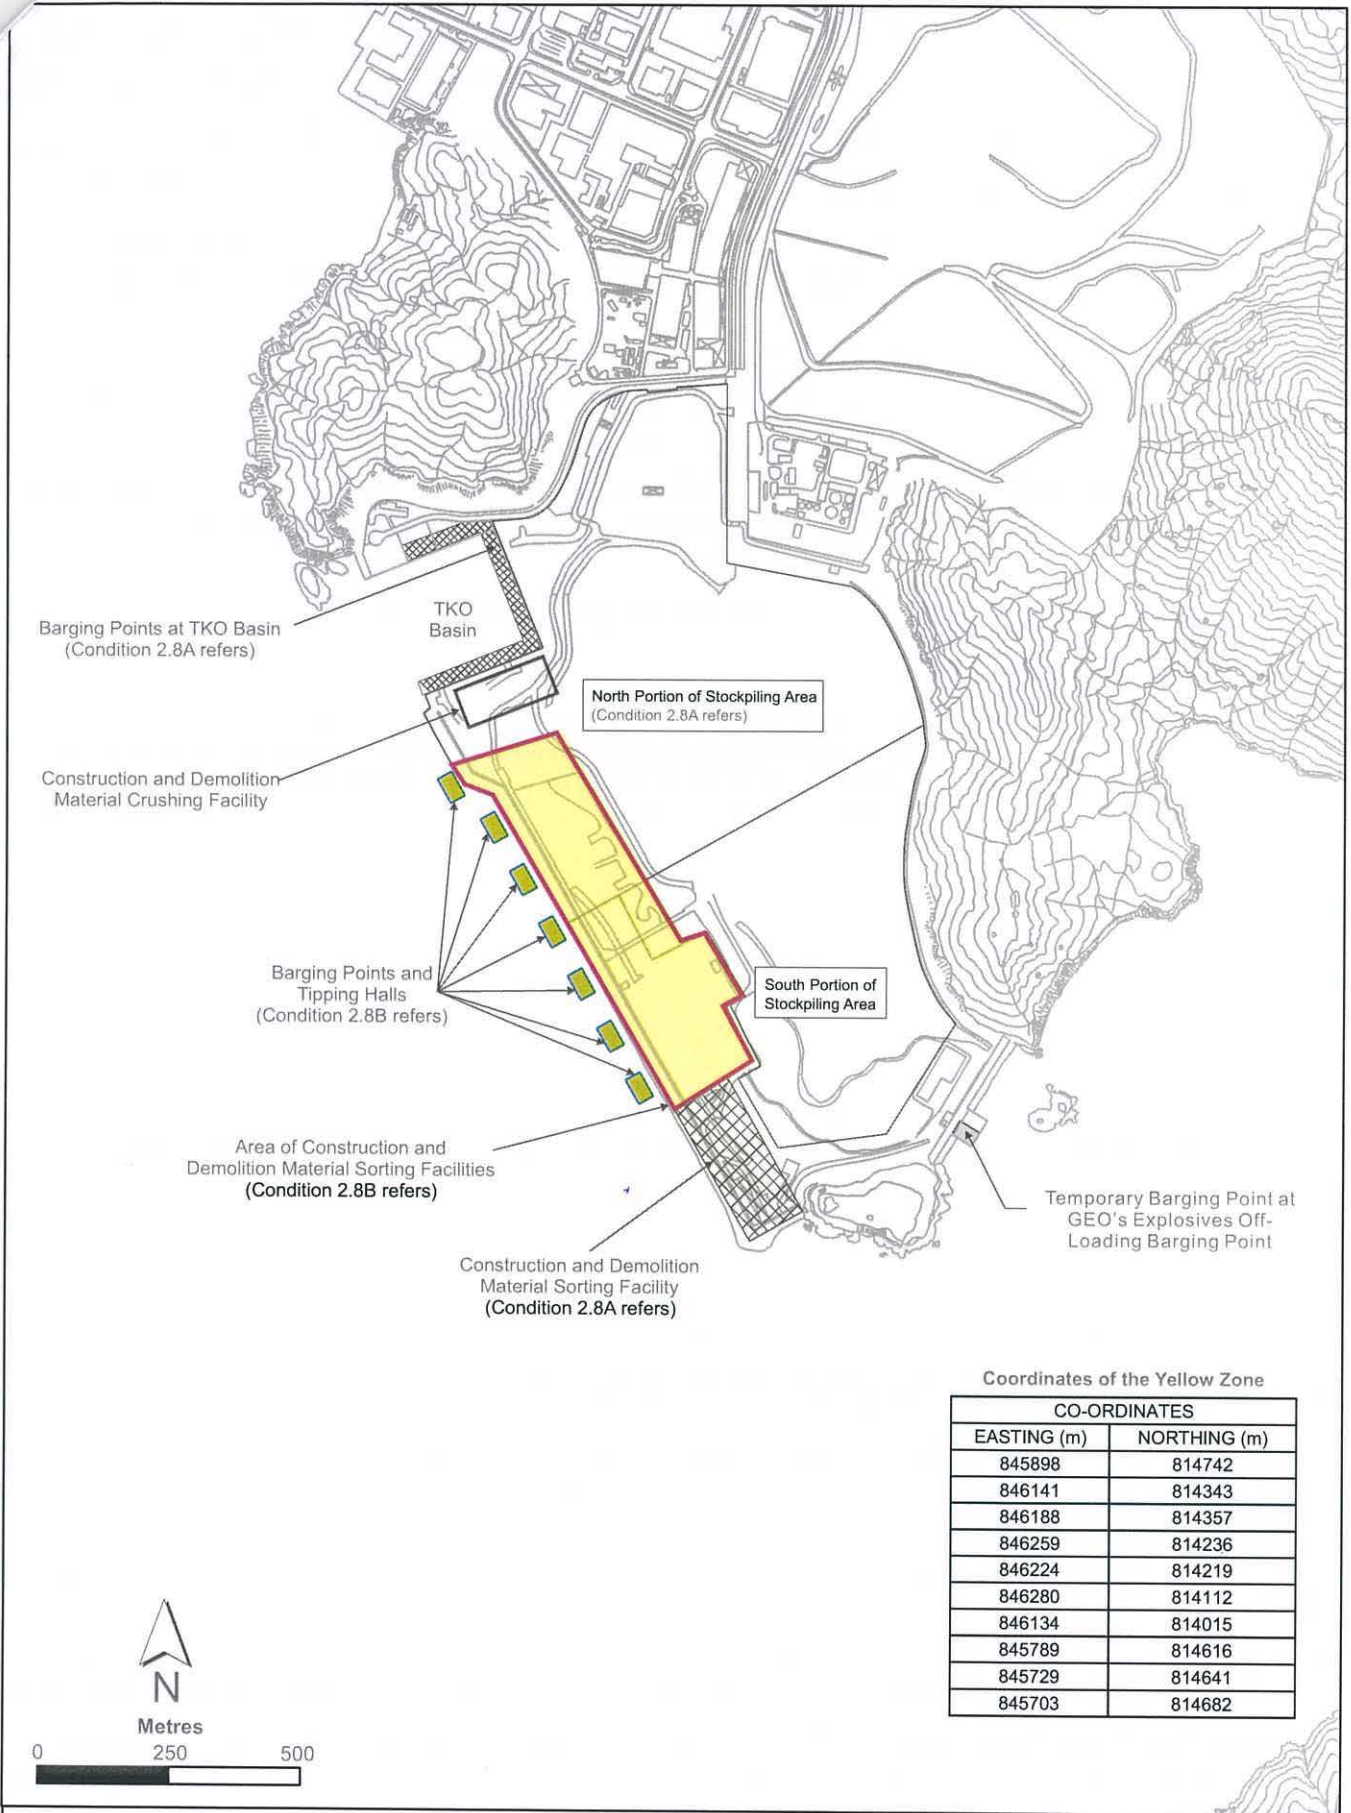 TKO
Basin
Barging Points at TKO Basin
(Condition 2.8A refers)
North Portion of Stockpiling Area
(Condition 2.8A refers)
Construction and Demolition
Material Crushing Facility
Barging Points and
Tipping Halls
(Condition 2.8B refers)
South Portion of
Stockpiling Area
Area of Construction and
Demolition Material Sorting Facilities
(Condition 2.8B refers)
Temporary Barging Point at
GEO's Explosives Off-
Loading Barging Point
Construction and Demolition
Material Sorting Facility
(Condition 2.8A refers)
Coordinates of the Yellow Zone
CO-ORDINATES
EASTING (m) NORTHING (m)
845898 814742
846141 814343
846188 814357
846259 814236
846224 814219
846280 814112
846134 814015
845789 814616
845729 814641
845703 814682
N
Metres
0 250 500